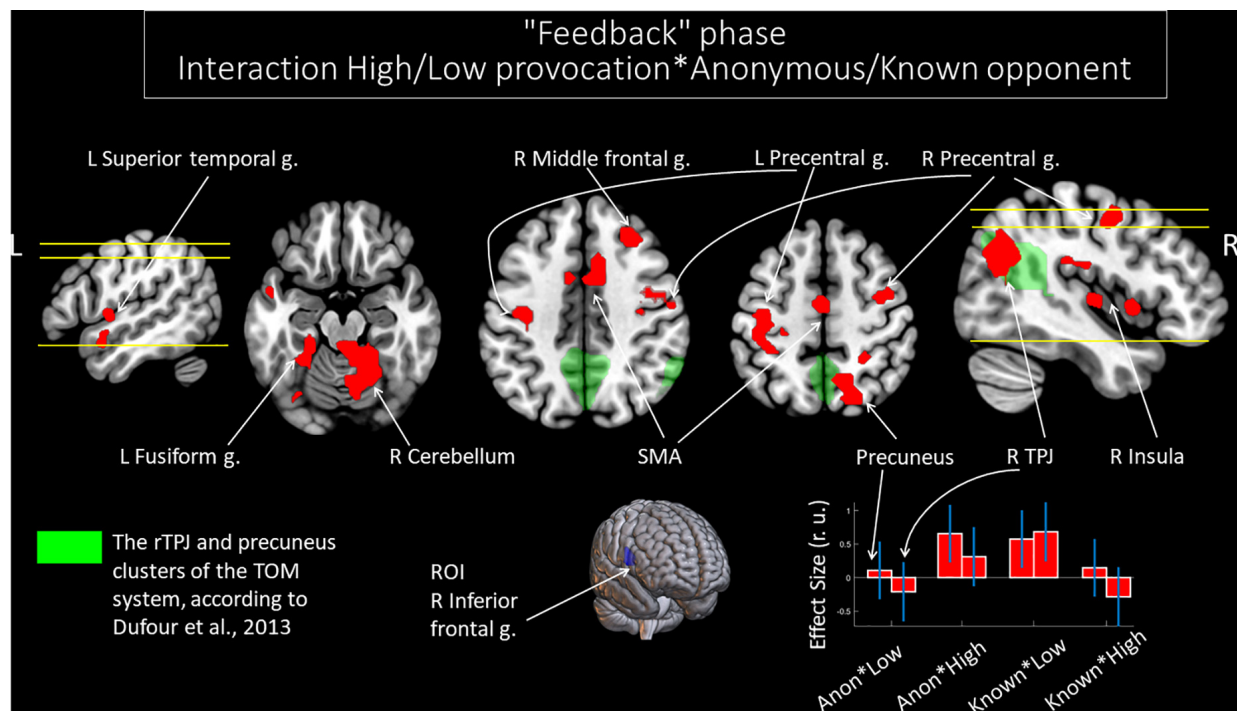 "Feedback" phase
Interaction High/Low provocation*Anonymous/Known opponent
L Superior temporal g.
R Middle frontal g.
L Precentral g.
R Precentral g.
L
R
L Fusiform g.
R Cerebellum
SMA
Precuneus
R TPJ
R Insula
The rTPJ and precuneus
clusters of the TOM
system, according to
Dufour et al., 2013
ROI
R Inferior
frontal g.
Effect Size (r. u.)
1
0.5
0
-0.5
Anon*Low
Anon*High
Known*Low
Known*High